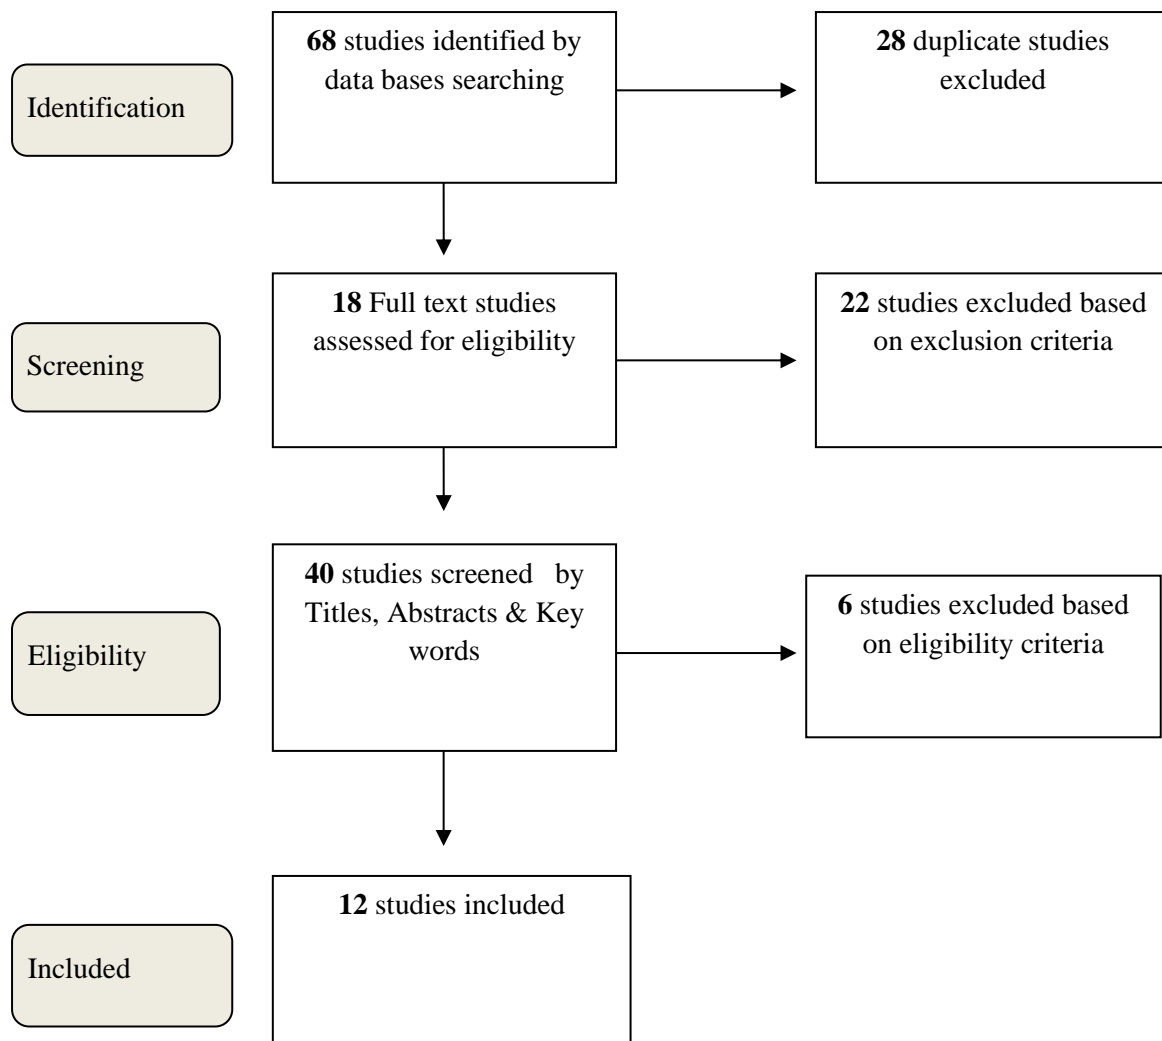 68 studies identified by
data bases searching
28 duplicate studies
excluded
Identification
18 Full text studies
assessed for eligibility
22 studies excluded based
on exclusion criteria
Screening
40 studies screened by
Titles, Abstracts & Key
words
6 studies excluded based
on eligibility criteria
Eligibility
12 studies included
Included